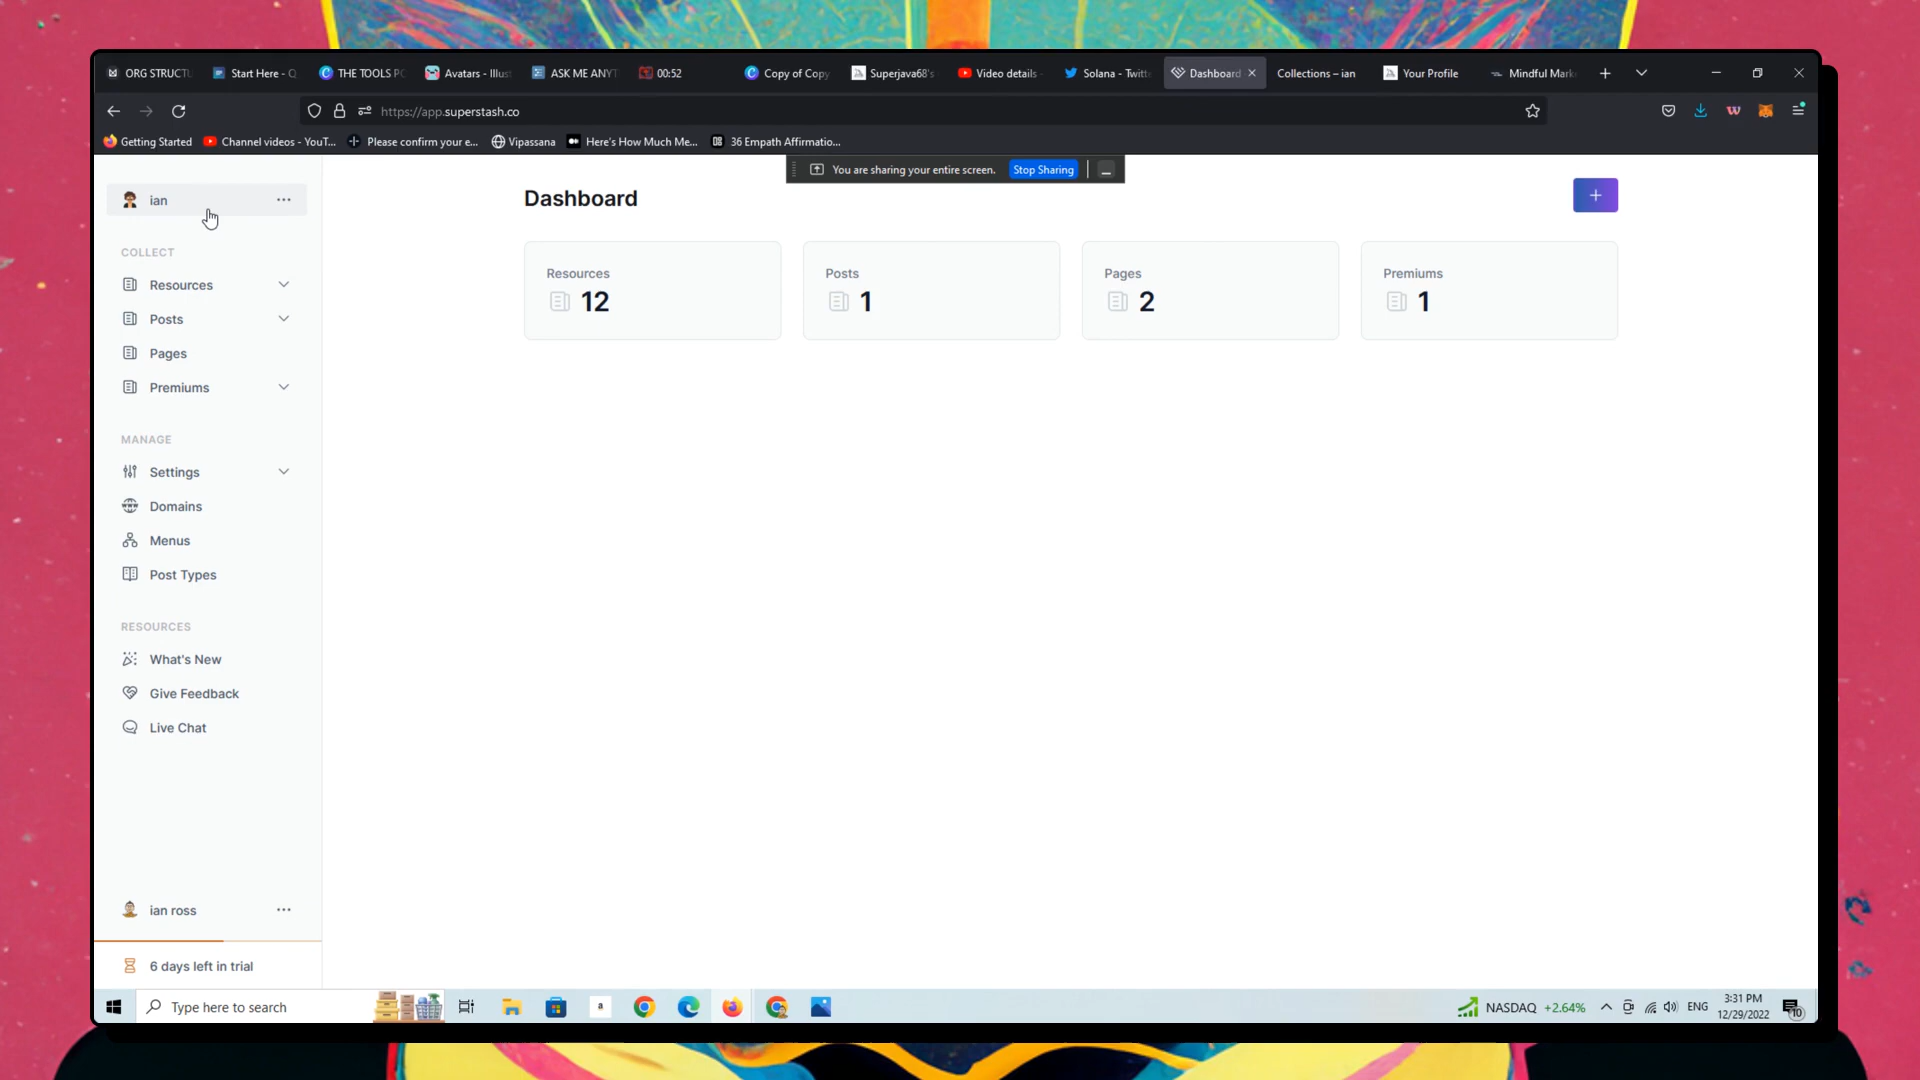 ORG STRUCTU
Start Here - Q
THE TOOLS PO
Avatars - Illus
ASK ME ANYT
00:52
Copy of Copy
Superjava68's
Video details -
Solana - Twitte
Dashboard
Collections – ian
Your Profile
Mindful Mark
https://app.superstash.co
Getting Started
Channel videos - YouT...
Please confirm your e...
Vipassana
Here's How Much Me...
36 Empath Affirmatio...
You are sharing your entire screen.
Stop Sharing
ian
COLLECT
Resources
Posts
Pages
Premiums
MANAGE
Settings
Domains
Menus
Post Types
RESOURCES
What's New
Give Feedback
Live Chat
ian ross
6 days left in trial
Dashboard
+
Resources
12
Posts
1
Pages
2
Premiums
1
Type here to search
a
NASDAQ +2.64%
ENG
3:31 PM
12/29/2022
10